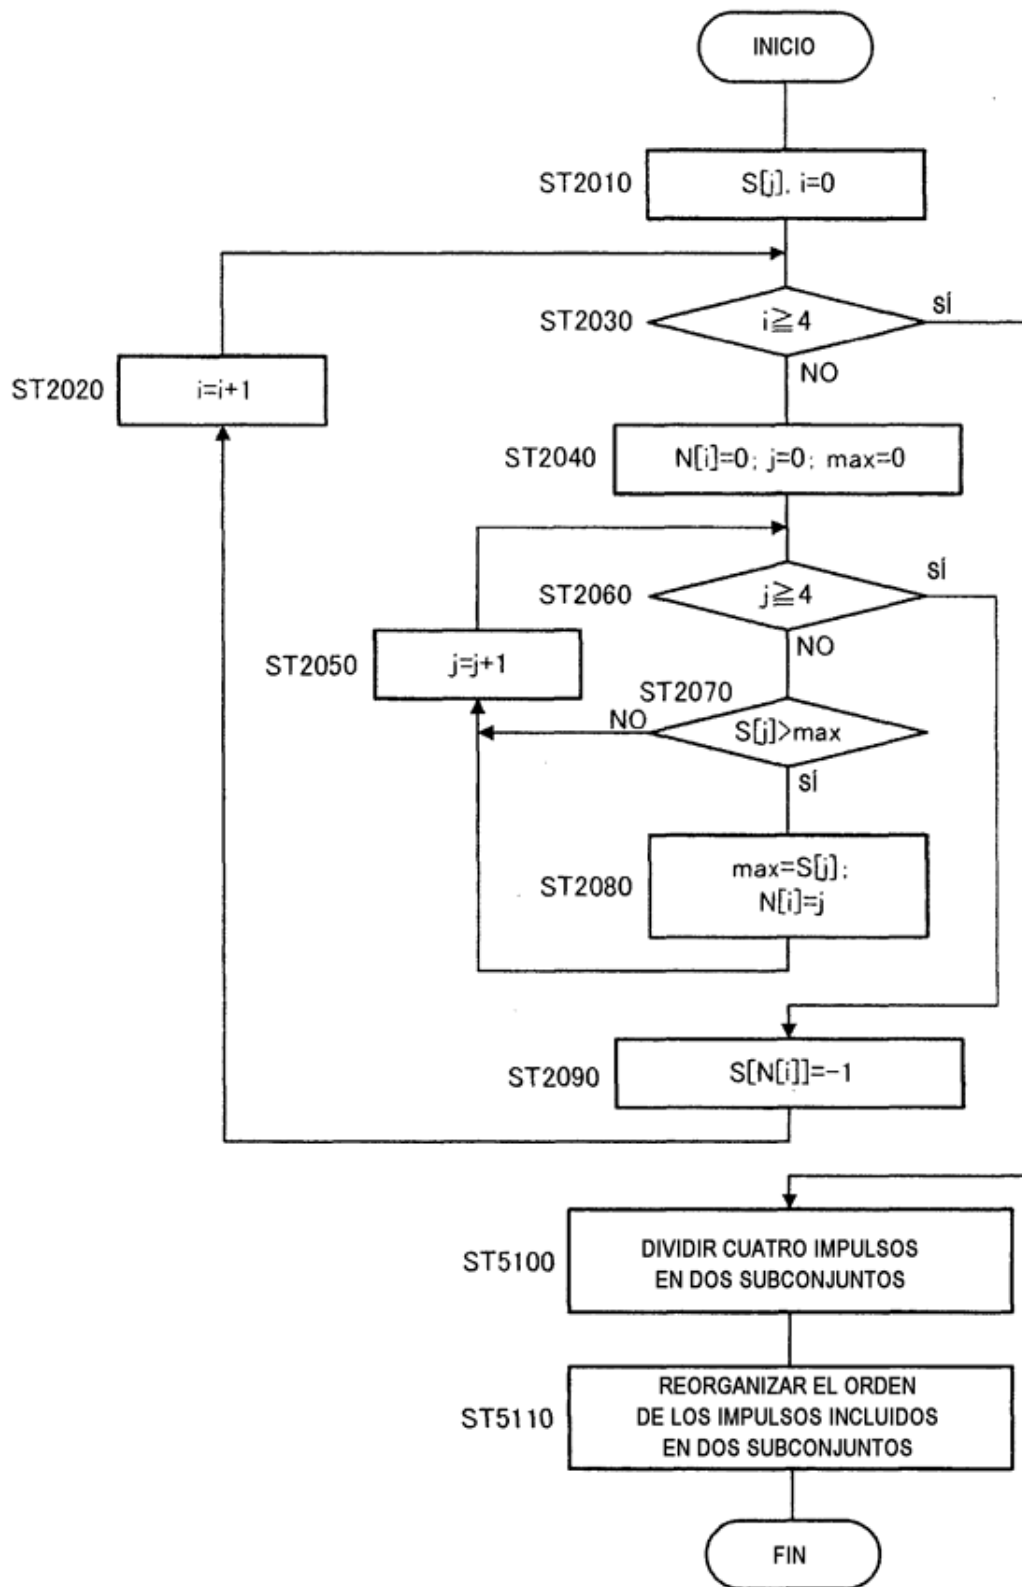 INICIO
ST2010
S[j], i=0
ST2030
i≧4
SÍ
NO
ST2020
i=i+1
ST2040
N[i]=0; j=0; max=0
ST2060
j≧4
SÍ
NO
ST2050
j=j+1
ST2070
NO
S[j]>max
SÍ
ST2080
max=S[j];
N[i]=j
ST2090
S[N[i]]=-1
ST5100
DIVIDIR CUATRO IMPULSOS
EN DOS SUBCONJUNTOS
ST5110
REORGANIZAR EL ORDEN
DE LOS IMPULSOS INCLUIDOS
EN DOS SUBCONJUNTOS
FIN